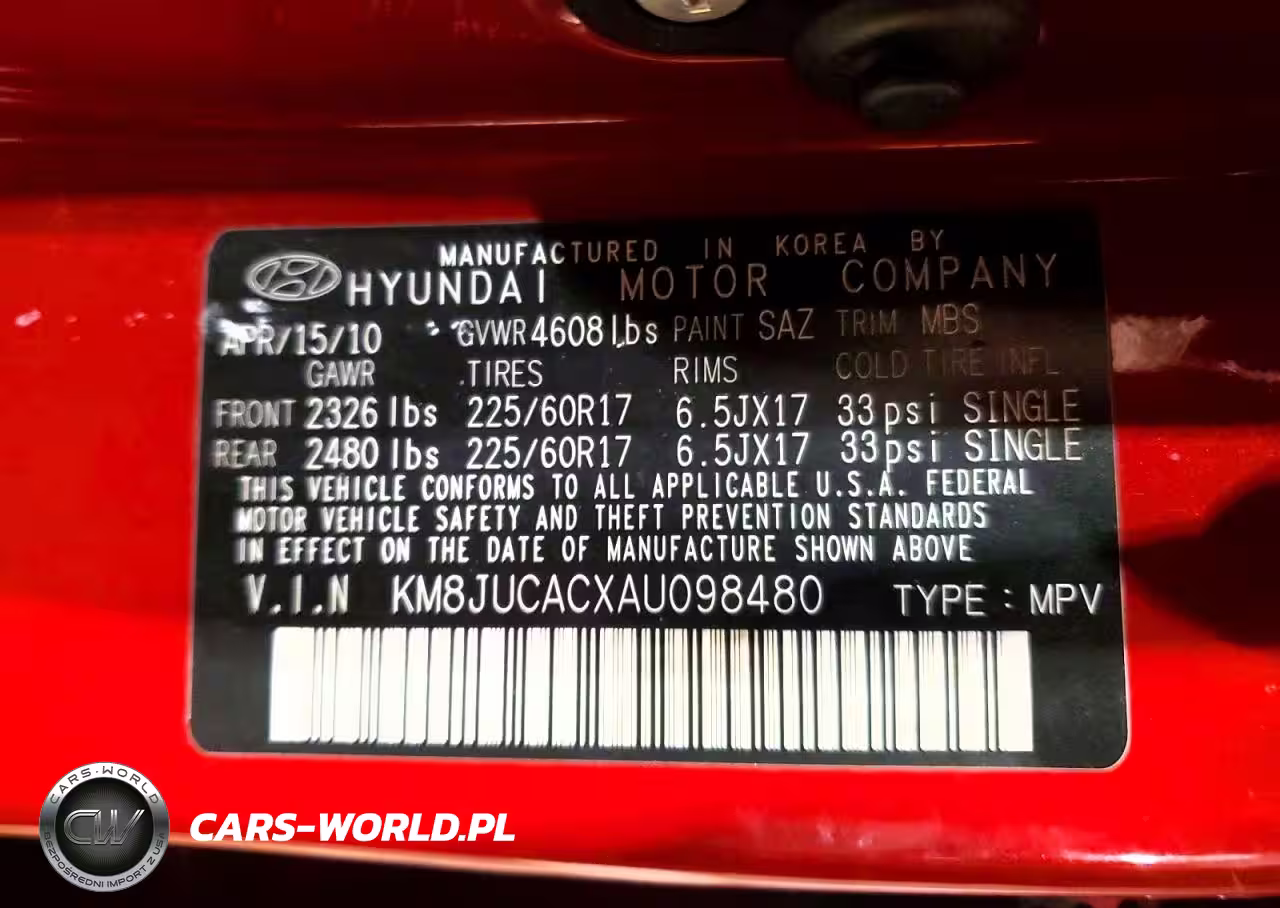 MANUFACTURED IN KOREA BY
HYUNDAI MOTOR COMPANY
APR/15/10 GVWR 4608 lbs PAINT SAZ TRIM MBS
GAWR TIRES RIMS COLD TIRE INFL
FRONT 2326 lbs 225/60R17 6.5JX17 33psi SINGLE
REAR 2480 lbs 225/60R17 6.5JX17 33psi SINGLE
THIS VEHICLE CONFORMS TO ALL APPLICABLE U.S.A. FEDERAL
MOTOR VEHICLE SAFETY AND THEFT PREVENTION STANDARDS
IN EFFECT ON THE DATE OF MANUFACTURE SHOWN ABOVE
V.I.N KM8JUCACXAU098480 TYPE : MPV
CARS-WORLD
CW
BEZPOŚREDNI IMPORT Z USA
CARS-WORLD.PL